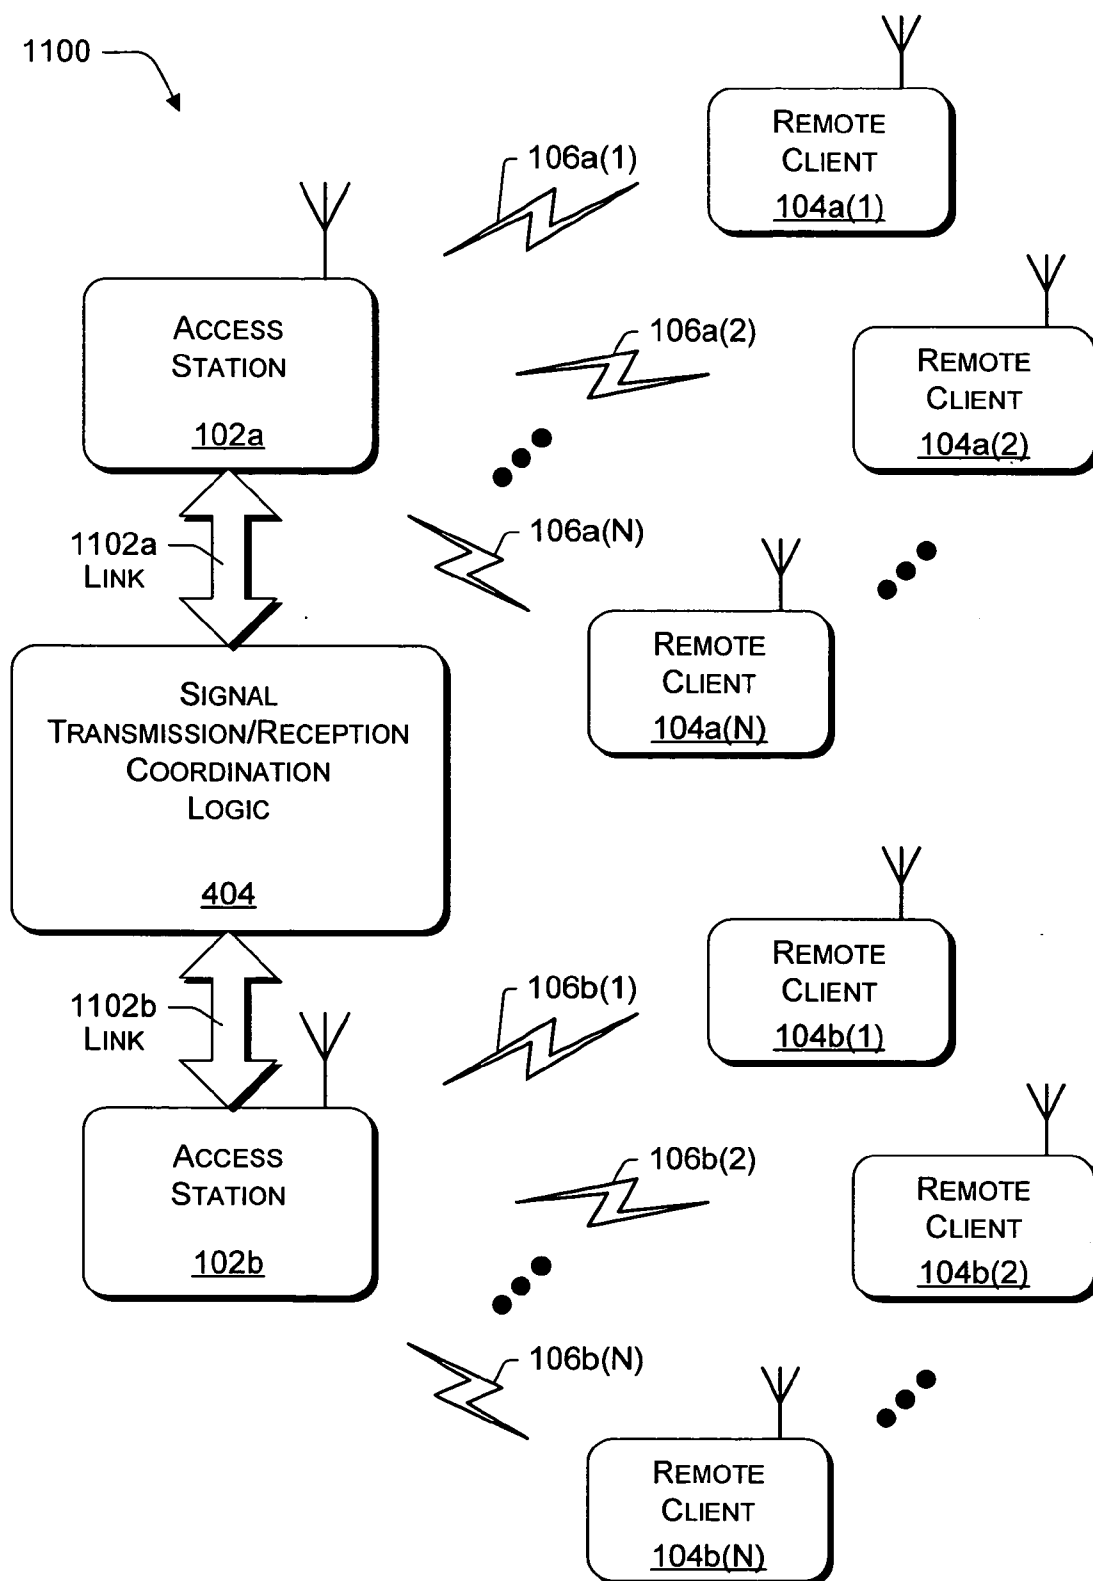 1100
REMOTE
CLIENT
104a(1)
106a(1)
ACCESS
STATION
102a
106a(2)
REMOTE
CLIENT
104a(2)
1102a
LINK
106a(N)
REMOTE
CLIENT
104a(N)
SIGNAL
TRANSMISSION/RECEPTION
COORDINATION
LOGIC
404
REMOTE
CLIENT
104b(1)
1102b
LINK
106b(1)
ACCESS
STATION
102b
106b(2)
REMOTE
CLIENT
104b(2)
106b(N)
REMOTE
CLIENT
104b(N)